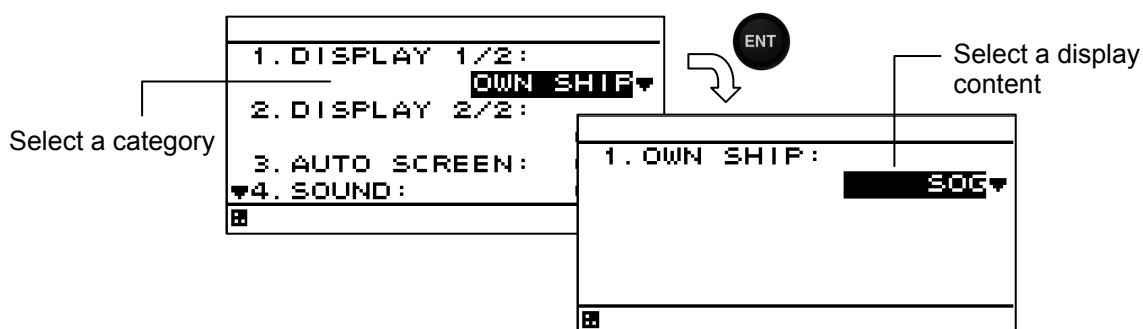 1.DISPLAY 1/2:
OWN SHIP
2.DISPLAY 2/2:
3.AUTO SCREEN:
4.SOUND:
Select a category
ENT
1.OWN SHIP:
SOG
Select a display
content